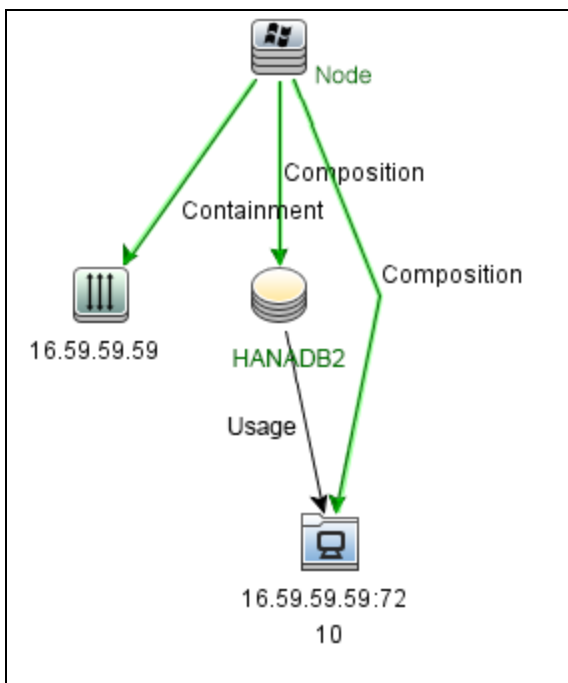 Node
Composition
Containment
Composition
16.59.59.59
HANADB2
Usage
16.59.59.59:72
10